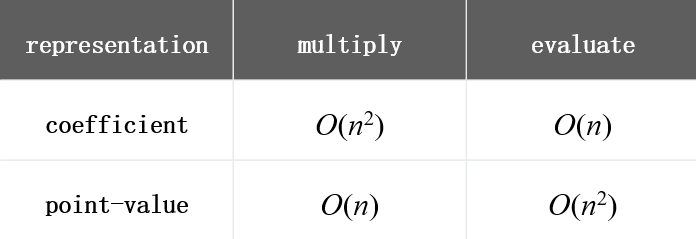 representation multiply evaluate
coefficient O(n²) O(n)
point-value O(n) O(n²)